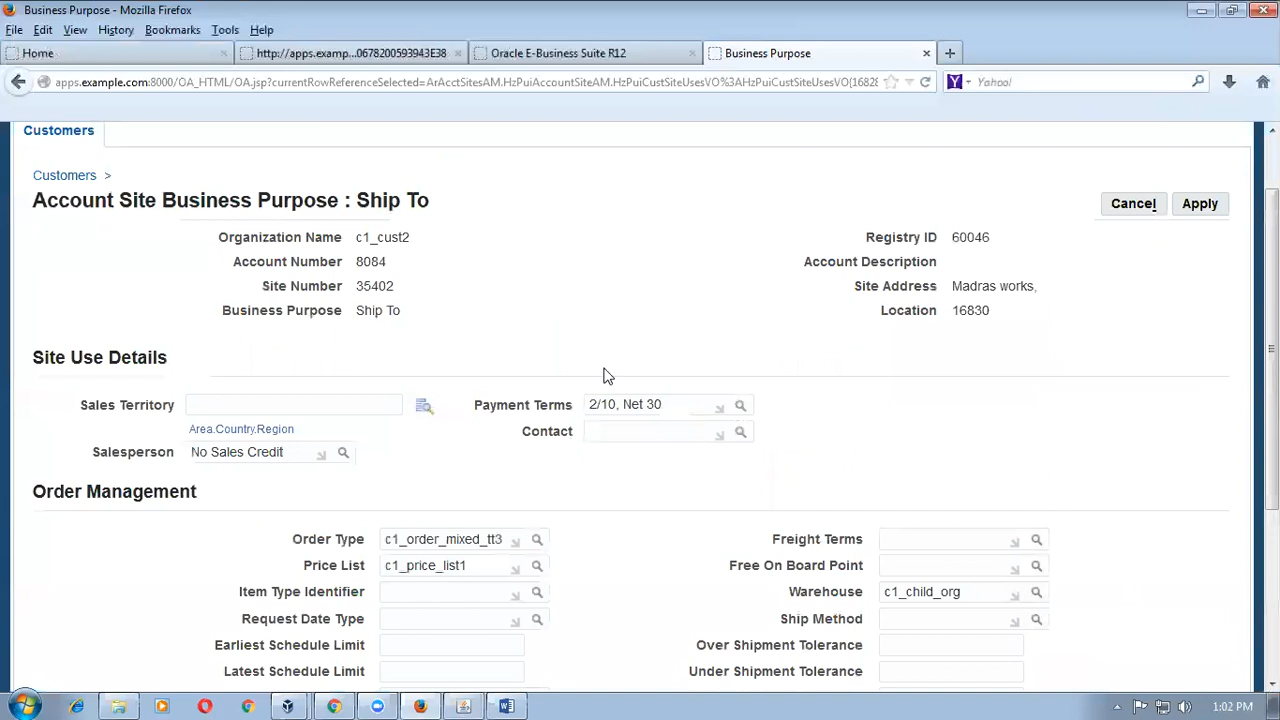 Business Purpose - Mozilla Firefox
File Edit View History Bookmarks Tools Help
Home
http://apps.examp...0678200593943E38
Oracle E-Business Suite R12
Business Purpose
apps.example.com:8000/OA_HTML/OA.jsp?currentRowReferenceSelected=ArAcctSitesAM.HzPuiAccountSiteAM.HzPuiCustSiteUsesVO%3AHzPuiCustSiteUsesVO(16828
Yahoo!
Customers
Customers >
Account Site Business Purpose : Ship To
Cancel Apply
Organization Name c1_cust2 Registry ID 60046
Account Number 8084 Account Description
Site Number 35402 Site Address Madras works,
Business Purpose Ship To Location 16830
Site Use Details
Sales Territory Payment Terms 2/10, Net 30
Area.Country.Region
Contact
Salesperson No Sales Credit
Order Management
Order Type c1_order_mixed_tt3 Freight Terms
Price List c1_price_list1 Free On Board Point
Item Type Identifier Warehouse c1_child_org
Request Date Type Ship Method
Earliest Schedule Limit Over Shipment Tolerance
Latest Schedule Limit Under Shipment Tolerance
1:02 PM